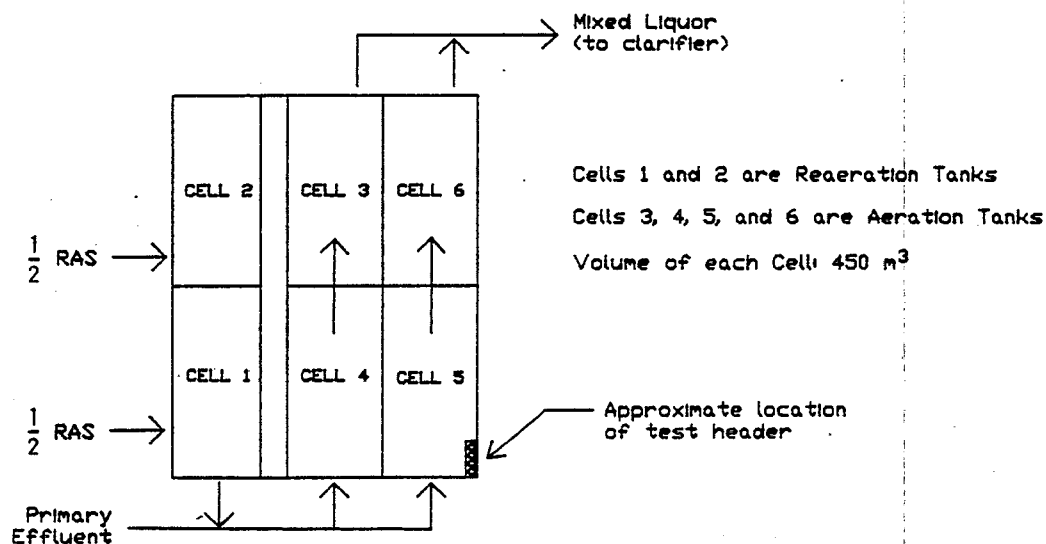 Mixed Liquor
(to clarifier)
CELL 2
CELL 3
CELL 6
Cells 1 and 2 are Reaeration Tanks
Cells 3, 4, 5, and 6 are Aeration Tanks
Volume of each Cell: 450 m³
1/2 RAS
CELL 1
CELL 4
CELL 5
1/2 RAS
Approximate location
of test header
Primary
Effluent